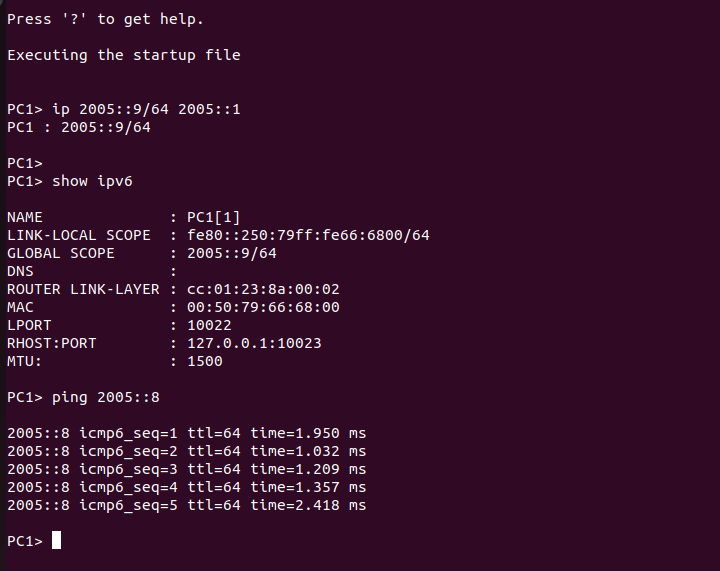 Press '?' to get help.
Executing the startup file
PC1> ip 2005::9/64 2005::1
PC1 : 2005::9/64
PC1>
PC1> show ipv6
NAME              : PC1[1]
LINK-LOCAL SCOPE  : fe80::250:79ff:fe66:6800/64
GLOBAL SCOPE      : 2005::9/64
DNS               :
ROUTER LINK-LAYER : cc:01:23:8a:00:02
MAC               : 00:50:79:66:68:00
LPORT             : 10022
RHOST:PORT        : 127.0.0.1:10023
MTU:              : 1500
PC1> ping 2005::8
2005::8 icmp6_seq=1 ttl=64 time=1.950 ms
2005::8 icmp6_seq=2 ttl=64 time=1.032 ms
2005::8 icmp6_seq=3 ttl=64 time=1.209 ms
2005::8 icmp6_seq=4 ttl=64 time=1.357 ms
2005::8 icmp6_seq=5 ttl=64 time=2.418 ms
PC1>